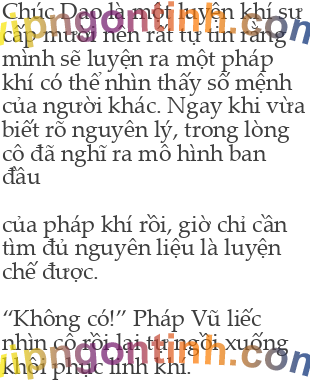 Chúc Dao là một luyện khí sư
cấp mười nên rất tự tin rằng
mình sẽ luyện ra một pháp
khí có thể nhìn thấy số mệnh
của người khác. Ngay khi vừa
biết rõ nguyên lý, trong lòng
cô đã nghĩ ra mô hình ban
đầu
của pháp khí rồi, giờ chỉ cần
tìm đủ nguyên liệu là luyện
chế được.
“Không có!” Pháp Vũ liếc
nhìn cô rồi lại tự ngồi xuống
khôi phục linh khí.
vipngontinh.com
vipngontinh.com